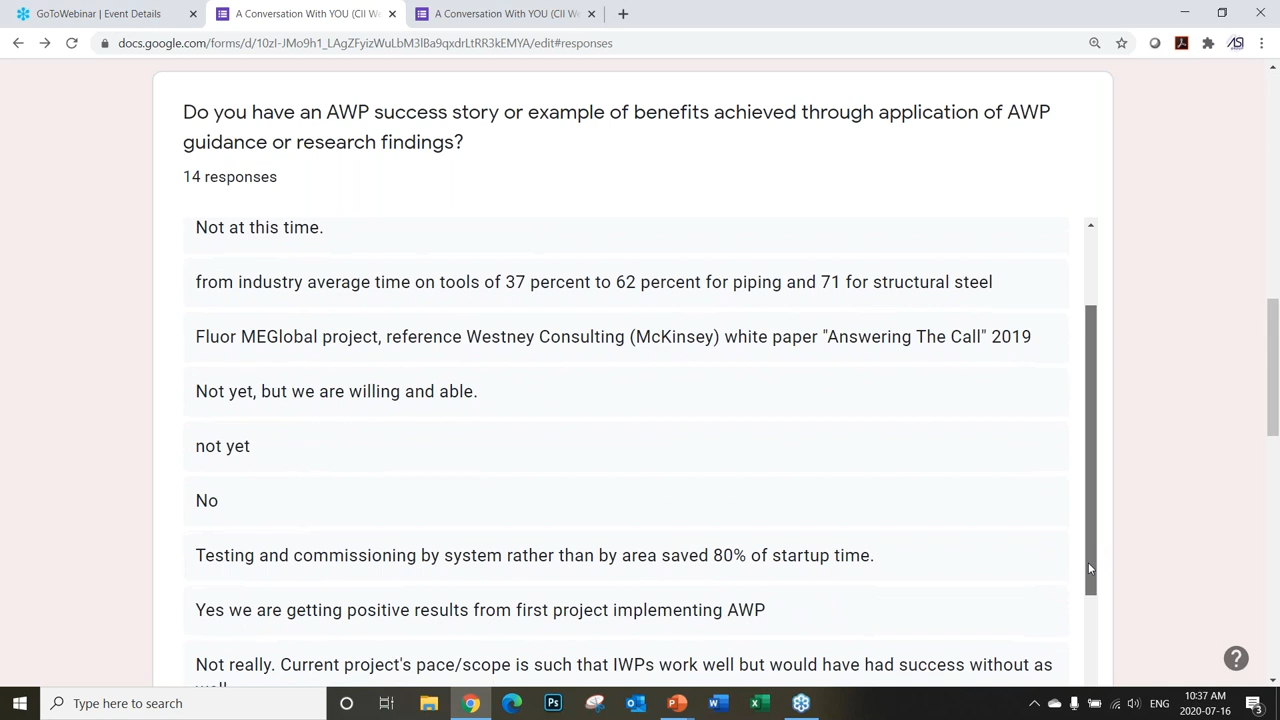 GoToWebinar | Event Details
A Conversation With YOU (CII We
A Conversation With YOU (CII We
docs.google.com/forms/d/10zI-JMo9h1_LAgZFyizWuLbM3lBa9qxdrLtRR3kEMYA/edit#responses
Do you have an AWP success story or example of benefits achieved through application of AWP
guidance or research findings?
14 responses
Not at this time.
from industry average time on tools of 37 percent to 62 percent for piping and 71 for structural steel
Fluor MEGlobal project, reference Westney Consulting (McKinsey) white paper "Answering The Call" 2019
Not yet, but we are willing and able.
not yet
No
Testing and commissioning by system rather than by area saved 80% of startup time.
Yes we are getting positive results from first project implementing AWP
Not really. Current project's pace/scope is such that IWPs work well but would have had success without as
well
Type here to search
ENG
10:37 AM
2020-07-16
3